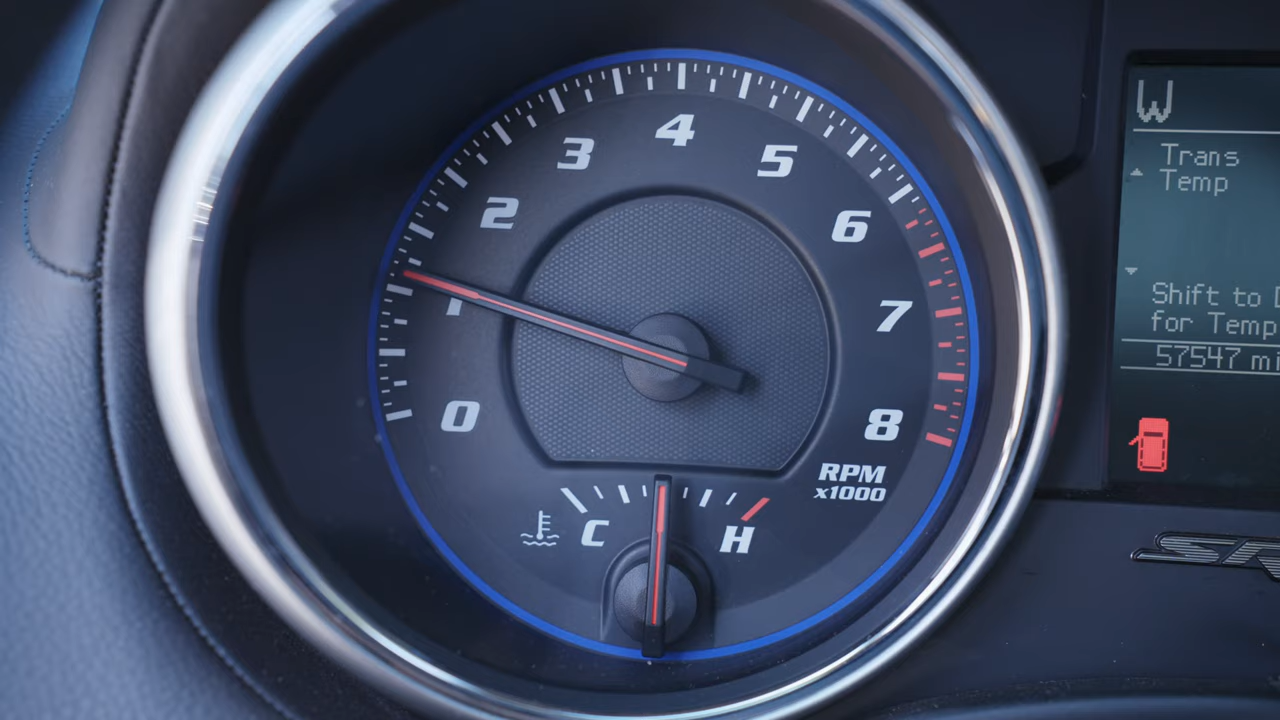 0
1
2
3
4
5
6
7
8
RPM
x1000
C
H
W
Trans
Temp
Shift to
for Temp
57547 mi